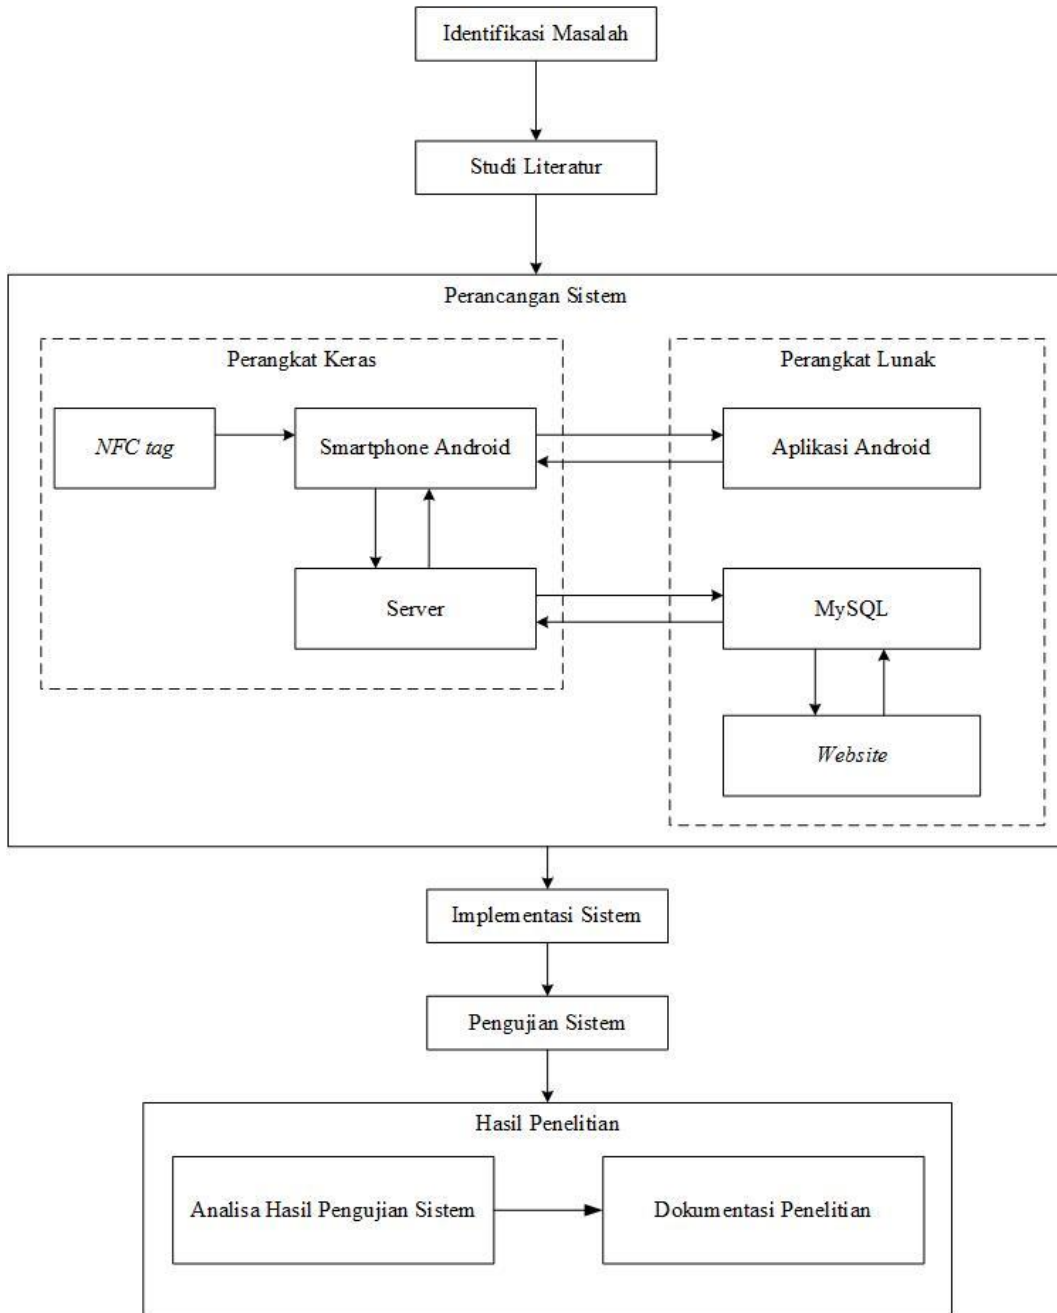 Identifikasi Masalah
Studi Literatur
Perancangan Sistem
Perangkat Keras
Perangkat Lunak
NFC tag
Smartphone Android
Aplikasi Android
Server
MySQL
Website
Implementasi Sistem
Pengujian Sistem
Hasil Penelitian
Analisa Hasil Pengujian Sistem
Dokumentasi Penelitian